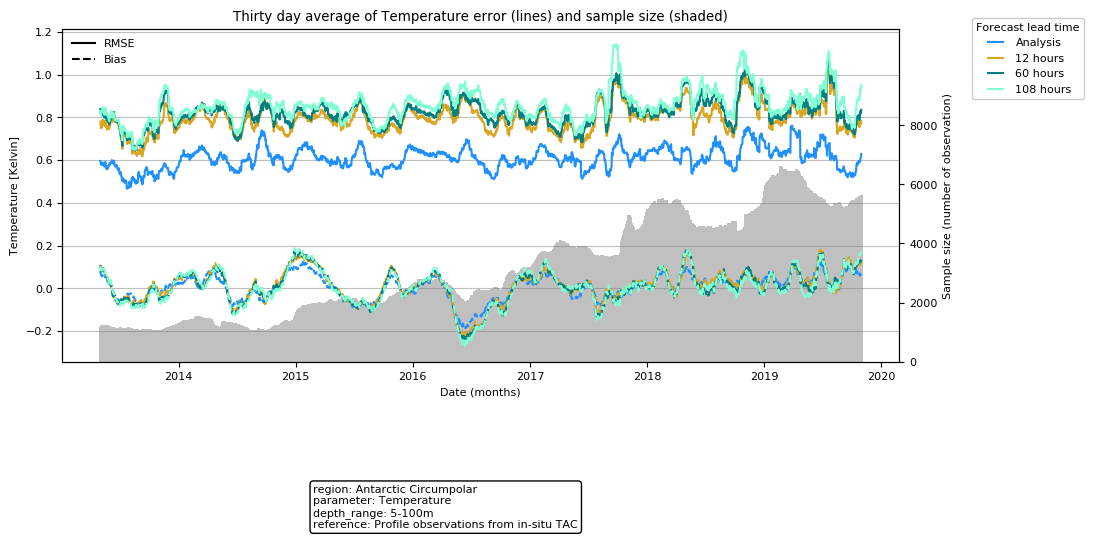 Thirty day average of Temperature error (lines) and sample size (shaded)
RMSE
Bias
Forecast lead time
Analysis
12 hours
60 hours
108 hours
Temperature [Kelvin]
1.2
1.0
0.8
0.6
0.4
0.2
0.0
−0.2
8000
6000
4000
2000
0
Sample size (number of observation)
2014 2015 2016 2017 2018 2019 2020
Date (months)
region: Antarctic Circumpolar
parameter: Temperature
depth_range: 5-100m
reference: Profile observations from in-situ TAC